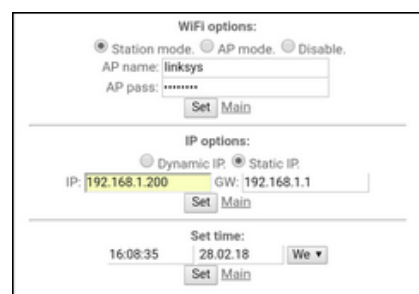 WiFi options:
Station mode. AP mode. Disable.
AP name: linksys
AP pass: ••••••••
Set Main
IP options:
Dynamic IP. Static IP.
IP: 192.168.1.200 GW: 192.168.1.1
Set Main
Set time:
16:08:35 28.02.18 We ▾
Set Main